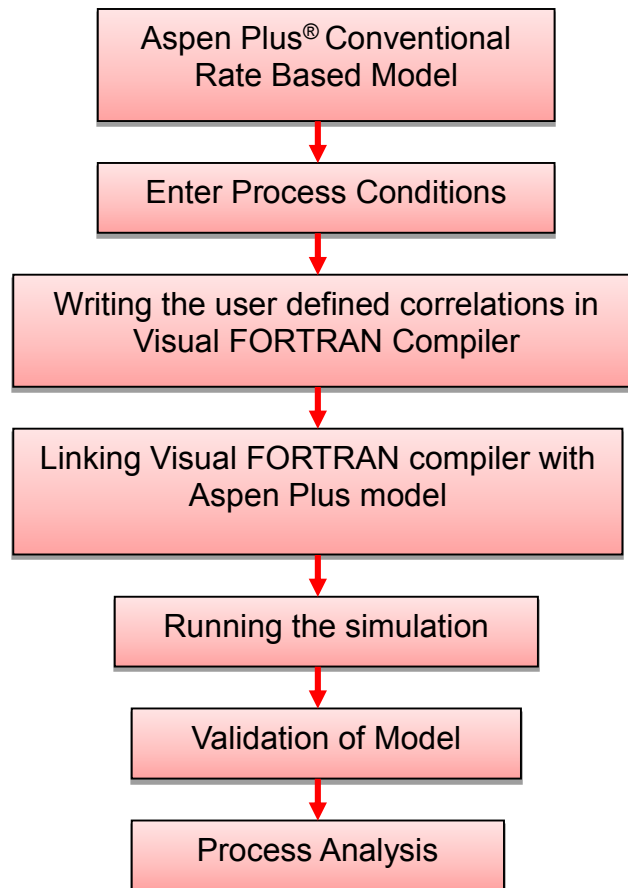 Aspen Plus® Conventional
Rate Based Model
Enter Process Conditions
Writing the user defined correlations in
Visual FORTRAN Compiler
Linking Visual FORTRAN compiler with
Aspen Plus model
Running the simulation
Validation of Model
Process Analysis